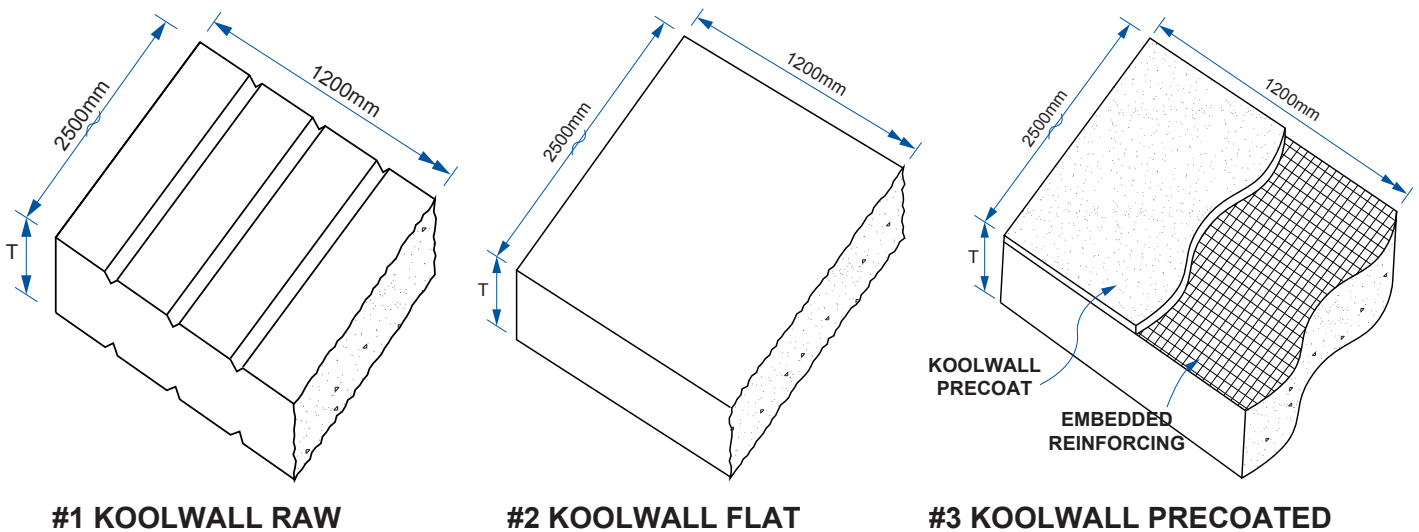 2500mm
1200mm
T
#1 KOOLWALL RAW
2500mm
1200mm
T
#2 KOOLWALL FLAT
2500mm
1200mm
T
KOOLWALL
PRECOAT
EMBEDDED
REINFORCING
#3 KOOLWALL PRECOATED